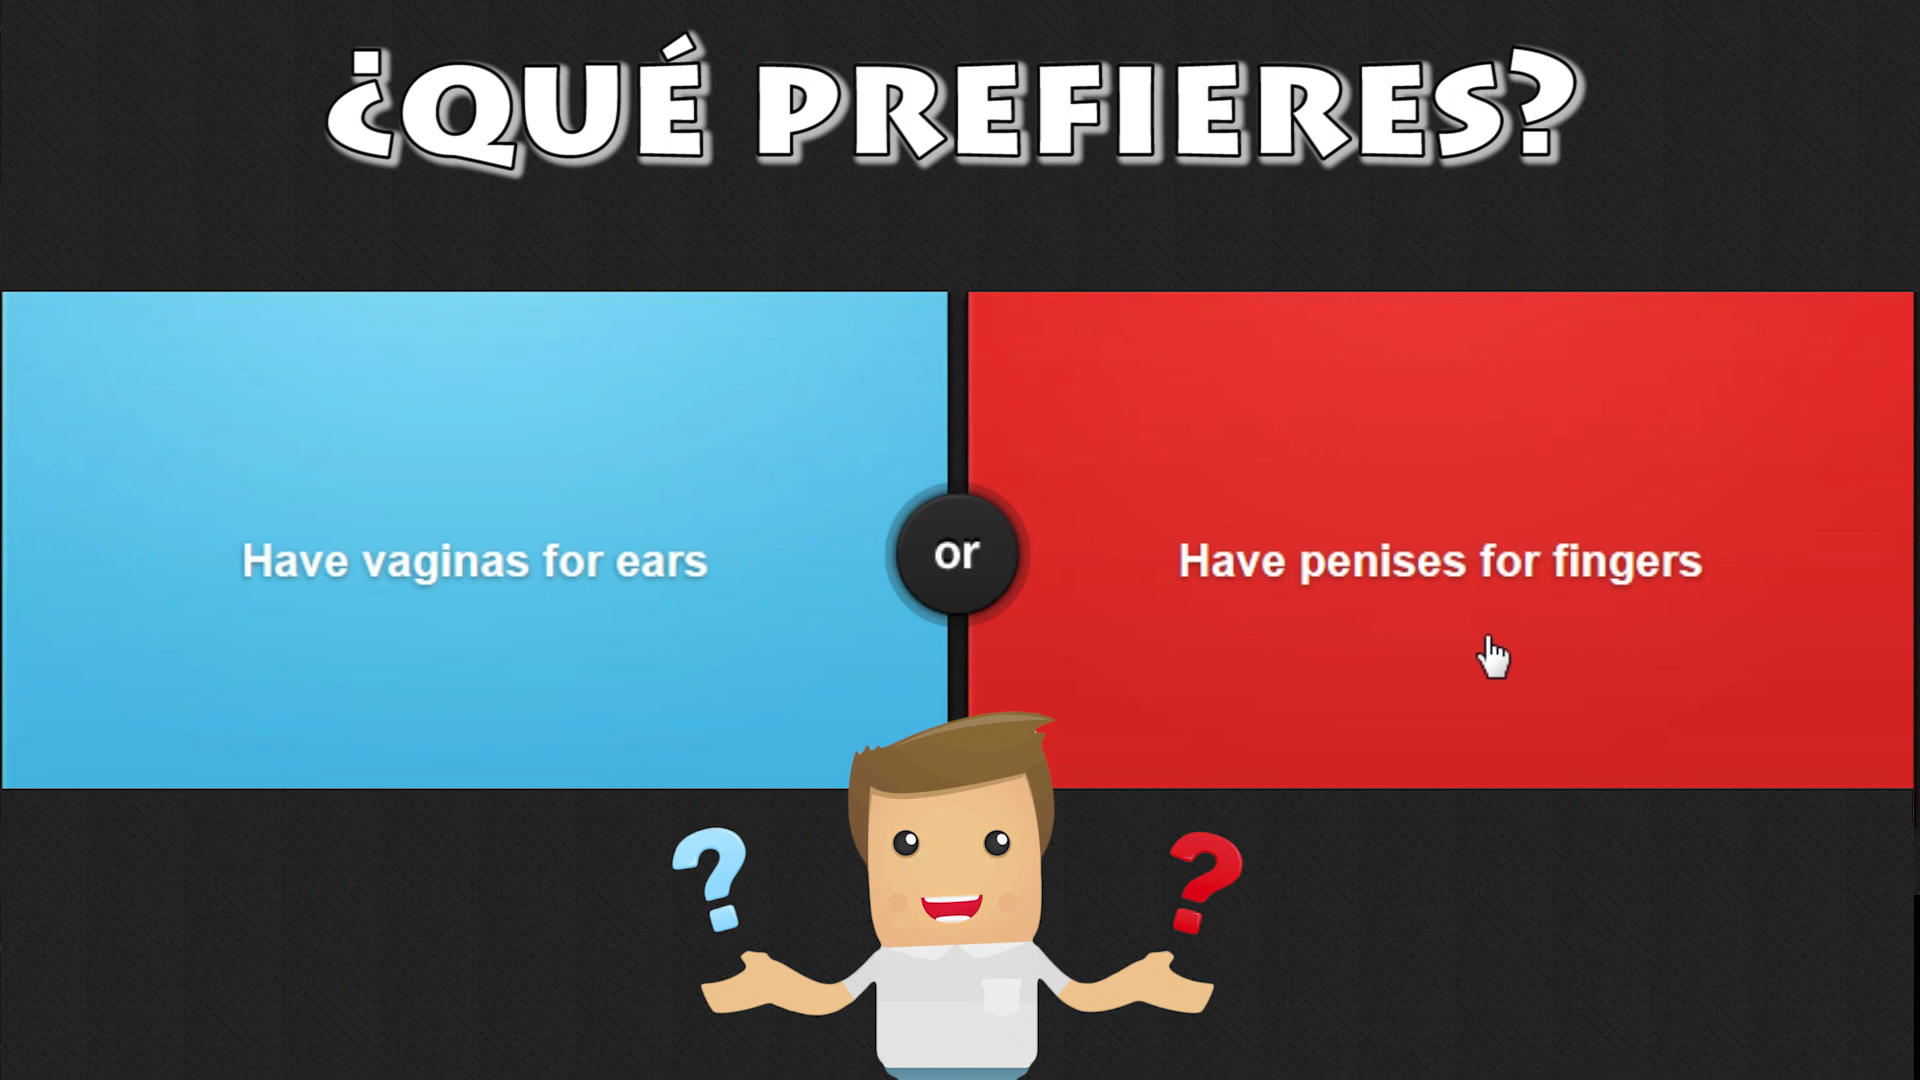 ¿QUÉ PREFIERES?
Have vaginas for ears
or
Have penises for fingers
?
?